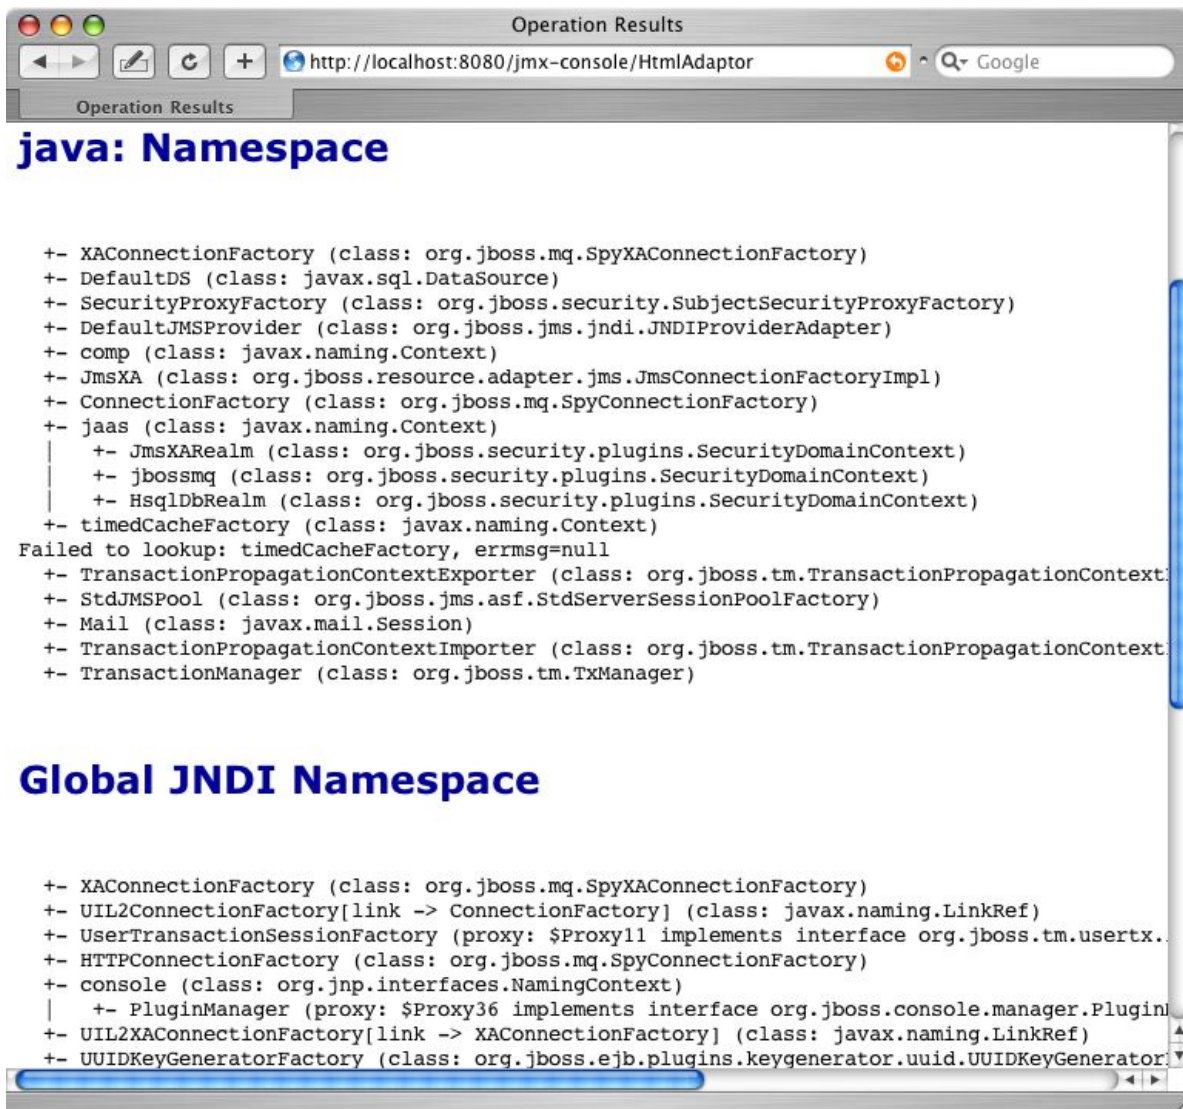 Operation Results
http://localhost:8080/jmx-console/HtmlAdaptor
Google
Operation Results
java: Namespace
+- XAConnectionFactory (class: org.jboss.mq.SpyXAConnectionFactory)
+- DefaultDS (class: javax.sql.DataSource)
+- SecurityProxyFactory (class: org.jboss.security.SubjectSecurityProxyFactory)
+- DefaultJMSProvider (class: org.jboss.jms.jndi.JNDIProviderAdapter)
+- comp (class: javax.naming.Context)
+- JmsXA (class: org.jboss.resource.adapter.jms.JmsConnectionFactoryImpl)
+- ConnectionFactory (class: org.jboss.mq.SpyConnectionFactory)
+- jaas (class: javax.naming.Context)
|   +- JmsXARealm (class: org.jboss.security.plugins.SecurityDomainContext)
|   +- jbossmq (class: org.jboss.security.plugins.SecurityDomainContext)
|   +- HsqlDbRealm (class: org.jboss.security.plugins.SecurityDomainContext)
+- timedCacheFactory (class: javax.naming.Context)
Failed to lookup: timedCacheFactory, errmsg=null
+- TransactionPropagationContextExporter (class: org.jboss.tm.TransactionPropagationContext
+- StdJMSPool (class: org.jboss.jms.asf.StdServerSessionPoolFactory)
+- Mail (class: javax.mail.Session)
+- TransactionPropagationContextImporter (class: org.jboss.tm.TransactionPropagationContext
+- TransactionManager (class: org.jboss.tm.TxManager)
Global JNDI Namespace
+- XAConnectionFactory (class: org.jboss.mq.SpyXAConnectionFactory)
+- UIL2ConnectionFactory[link -> ConnectionFactory] (class: javax.naming.LinkRef)
+- UserTransactionSessionFactory (proxy: $Proxy11 implements interface org.jboss.tm.usertx.
+- HTTPConnectionFactory (class: org.jboss.mq.SpyConnectionFactory)
+- console (class: org.jnp.interfaces.NamingContext)
|   +- PluginManager (proxy: $Proxy36 implements interface org.jboss.console.manager.Plugin
+- UIL2XAConnectionFactory[link -> XAConnectionFactory] (class: javax.naming.LinkRef)
+- UUIDKeyGeneratorFactory (class: org.jboss.ejb.plugins.keygenerator.uuid.UUIDKeyGenerator